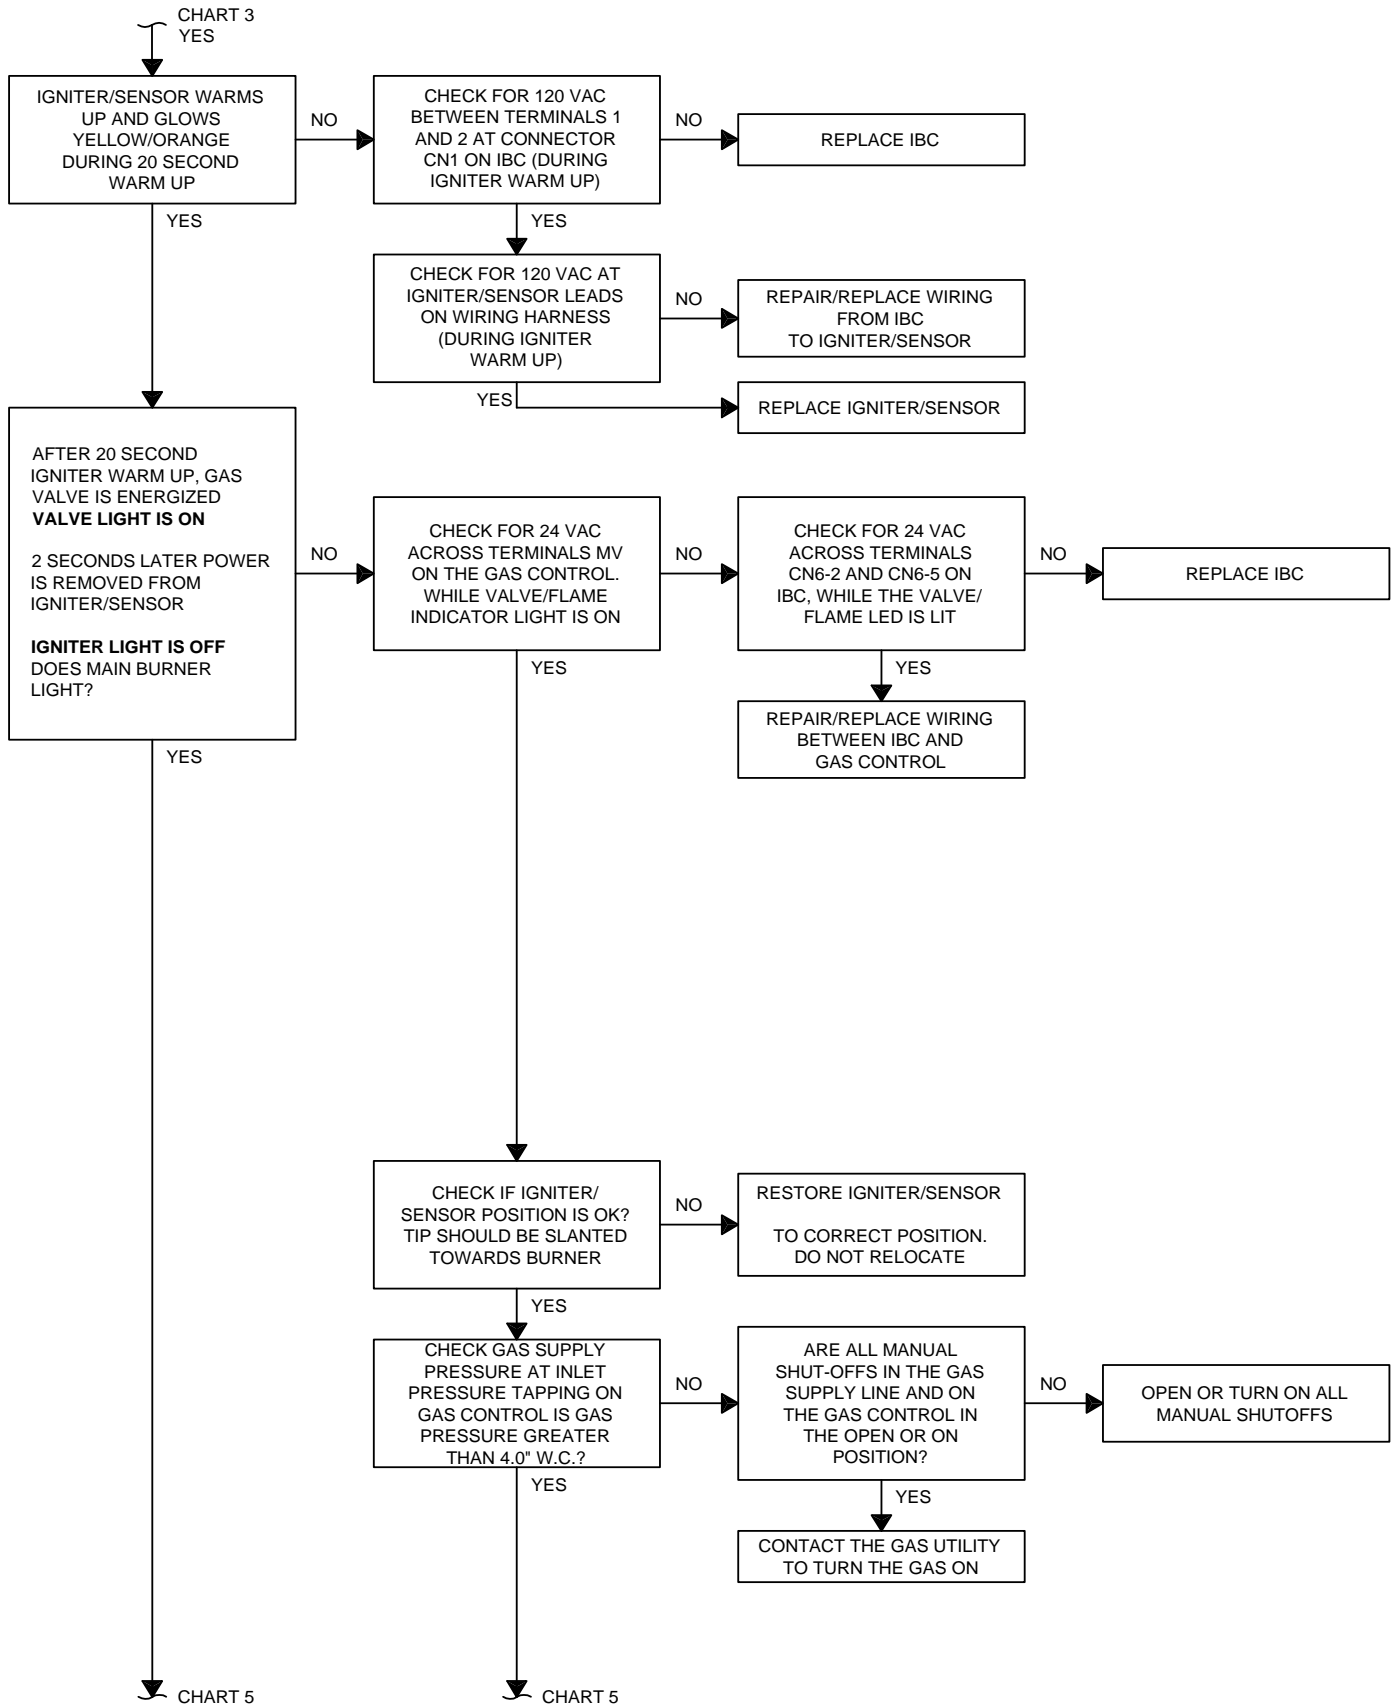 CHART 3
YES
IGNITER/SENSOR WARMS
UP AND GLOWS
YELLOW/ORANGE
DURING 20 SECOND
WARM UP
NO
CHECK FOR 120 VAC
BETWEEN TERMINALS 1
AND 2 AT CONNECTOR
CN1 ON IBC (DURING
IGNITER WARM UP)
NO
REPLACE IBC
YES
YES
CHECK FOR 120 VAC AT
IGNITER/SENSOR LEADS
ON WIRING HARNESS
(DURING IGNITER
WARM UP)
NO
REPAIR/REPLACE WIRING
FROM IBC
TO IGNITER/SENSOR
YES
REPLACE IGNITER/SENSOR
AFTER 20 SECOND
IGNITER WARM UP, GAS
VALVE IS ENERGIZED
VALVE LIGHT IS ON
2 SECONDS LATER POWER
IS REMOVED FROM
IGNITER/SENSOR
IGNITER LIGHT IS OFF
DOES MAIN BURNER
LIGHT?
NO
CHECK FOR 24 VAC
ACROSS TERMINALS MV
ON THE GAS CONTROL.
WHILE VALVE/FLAME
INDICATOR LIGHT IS ON
NO
CHECK FOR 24 VAC
ACROSS TERMINALS
CN6-2 AND CN6-5 ON
IBC, WHILE THE VALVE/
FLAME LED IS LIT
NO
REPLACE IBC
YES
YES
REPAIR/REPLACE WIRING
BETWEEN IBC AND
GAS CONTROL
YES
CHECK IF IGNITER/
SENSOR POSITION IS OK?
TIP SHOULD BE SLANTED
TOWARDS BURNER
NO
RESTORE IGNITER/SENSOR
TO CORRECT POSITION.
DO NOT RELOCATE
YES
CHECK GAS SUPPLY
PRESSURE AT INLET
PRESSURE TAPPING ON
GAS CONTROL IS GAS
PRESSURE GREATER
THAN 4.0" W.C.?
NO
ARE ALL MANUAL
SHUT-OFFS IN THE GAS
SUPPLY LINE AND ON
THE GAS CONTROL IN
THE OPEN OR ON
POSITION?
NO
OPEN OR TURN ON ALL
MANUAL SHUTOFFS
YES
YES
CONTACT THE GAS UTILITY
TO TURN THE GAS ON
CHART 5
CHART 5